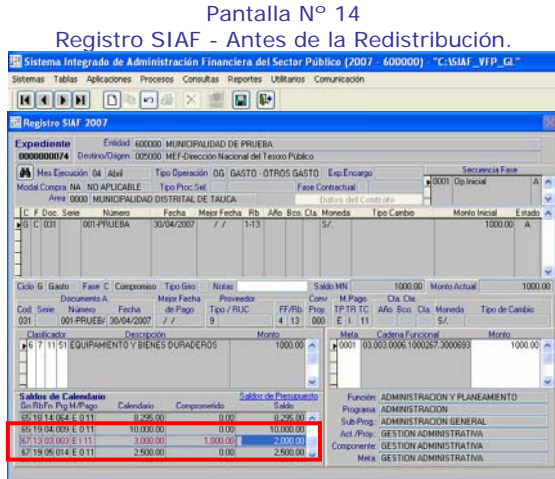 Pantalla Nº 14
Registro SIAF - Antes de la Redistribución.
Sistema Integrado de Administración Financiera del Sector Público (2007 - 600000) - "C:\SIAF_VFP_GL"
Sistemas Tablas Aplicaciones Procesos Consultas Reportes Utilitarios Comunicación
Registro SIAF 2007
Expediente Entidad 600000 MUNICIPALIDAD DE PRUEBA
0000000074 Destino/Origen 005000 MEF-Dirección Nacional del Tesoro Público
Mes Ejecución 04 Abril Tipo Operación OG GASTO - OTROS GASTO Exp.Encargo Secuencia Fase
Modal.Compra NA NO APLICABLE Tipo Proc.Sel Fase Contractual 0001 Op.Inicial A
Area 0000 MUNICIPALIDAD DISTRITAL DE TAUCA Datos del Contrato
C F Doc. Serie Número Fecha Mejor Fecha Rb Año Bco. Cta. Moneda Tipo Cambio Monto Inicial Estado
G C 031 001-PRUEBA 30/04/2007 / / 1-13 S/. 1000.00 A
Ciclo G Gasto Fase C Compromiso Tipo Giro Notas Saldo MN 1000.00 Monto Actual 1000.00
Documento A Mejor Fecha Proveedor Conv M.Pago Cta. Cte.
Cod. Serie Número Fecha de Pago Tipo / RUC FF/Rb Proy. TP TR TC Año Bco. Cta. Moneda Tipo de Cambio
031 001-PRUEB/ 30/04/2007 / / 9 4 13 000 E I 11 S/.
Clasificador Descripción Monto Meta Cadena Funcional Monto
6 7 11 51 EQUIPAMIENTO Y BIENES DURADEROS 1000.00 0001 03.003.0006.1000267.3000693 1000.00
Saldos de Calendario Saldos de Presupuesto
Gn RbFn Prg M/Pago Calendario Comprometido Saldo
65 18 14 064 E 0 11 8,295.00 0.00 8,295.00
65 19 04 009 E 0 11 10,000.00 0.00 10,000.00
67 13 03 003 E I 11 3,000.00 1,000.00 2,000.00
67 19 05 014 E 0 11 2,500.00 0.00 2,500.00
Función: ADMINISTRACION Y PLANEAMIENTO
Programa: ADMINISTRACION
Sub-Prog.: ADMINISTRACION GENERAL
Act./Proy.: GESTION ADMINISTRATIVA
Componente: GESTION ADMINISTRATIVA
Meta: GESTION ADMINISTRATIVA